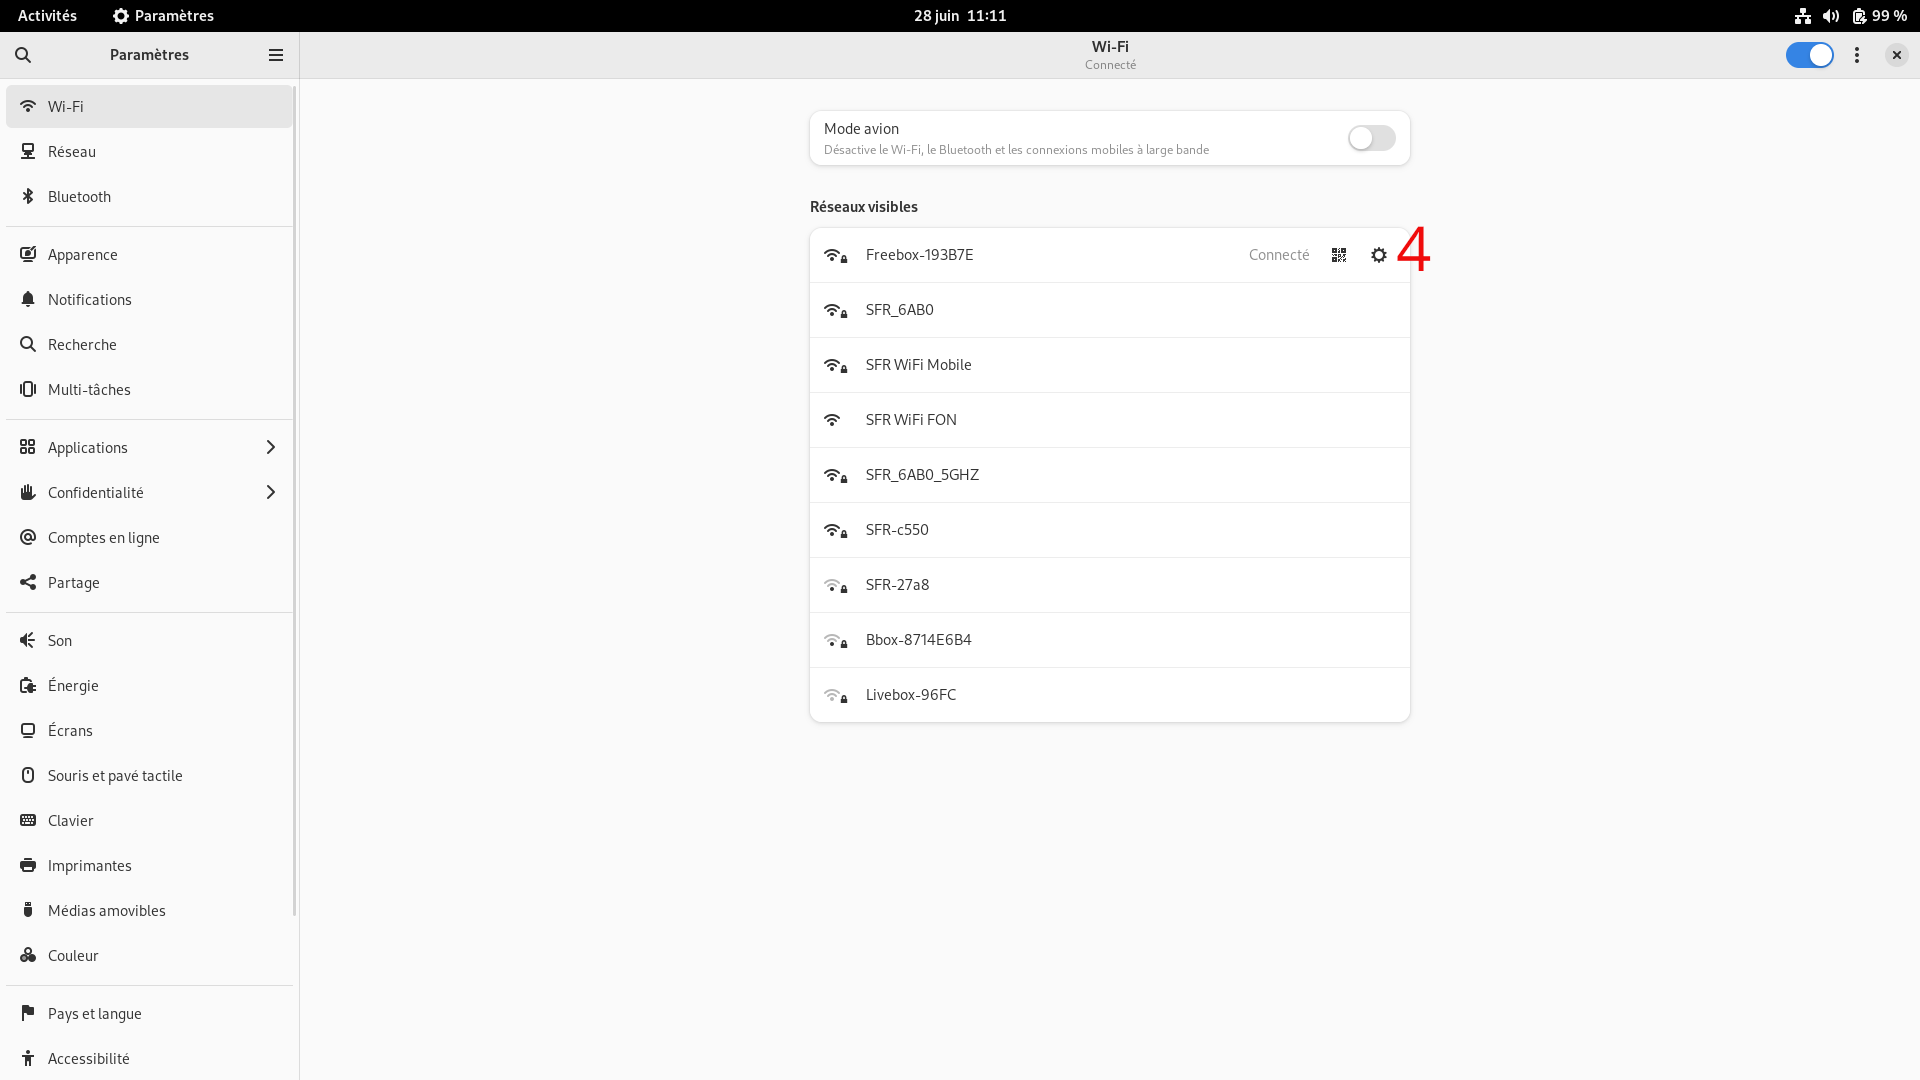 Activités
Paramètres
28 juin 11:11
99 %
Paramètres
Wi-Fi
Connecté
Wi-Fi
Réseau
Bluetooth
Apparence
Notifications
Recherche
Multi-tâches
Applications
Confidentialité
Comptes en ligne
Partage
Son
Énergie
Écrans
Souris et pavé tactile
Clavier
Imprimantes
Médias amovibles
Couleur
Pays et langue
Accessibilité
Mode avion
Désactive le Wi-Fi, le Bluetooth et les connexions mobiles à large bande
Réseaux visibles
Freebox-193B7E Connecté 4
SFR_6AB0
SFR WiFi Mobile
SFR WiFi FON
SFR_6AB0_5GHZ
SFR-c550
SFR-27a8
Bbox-8714E6B4
Livebox-96FC